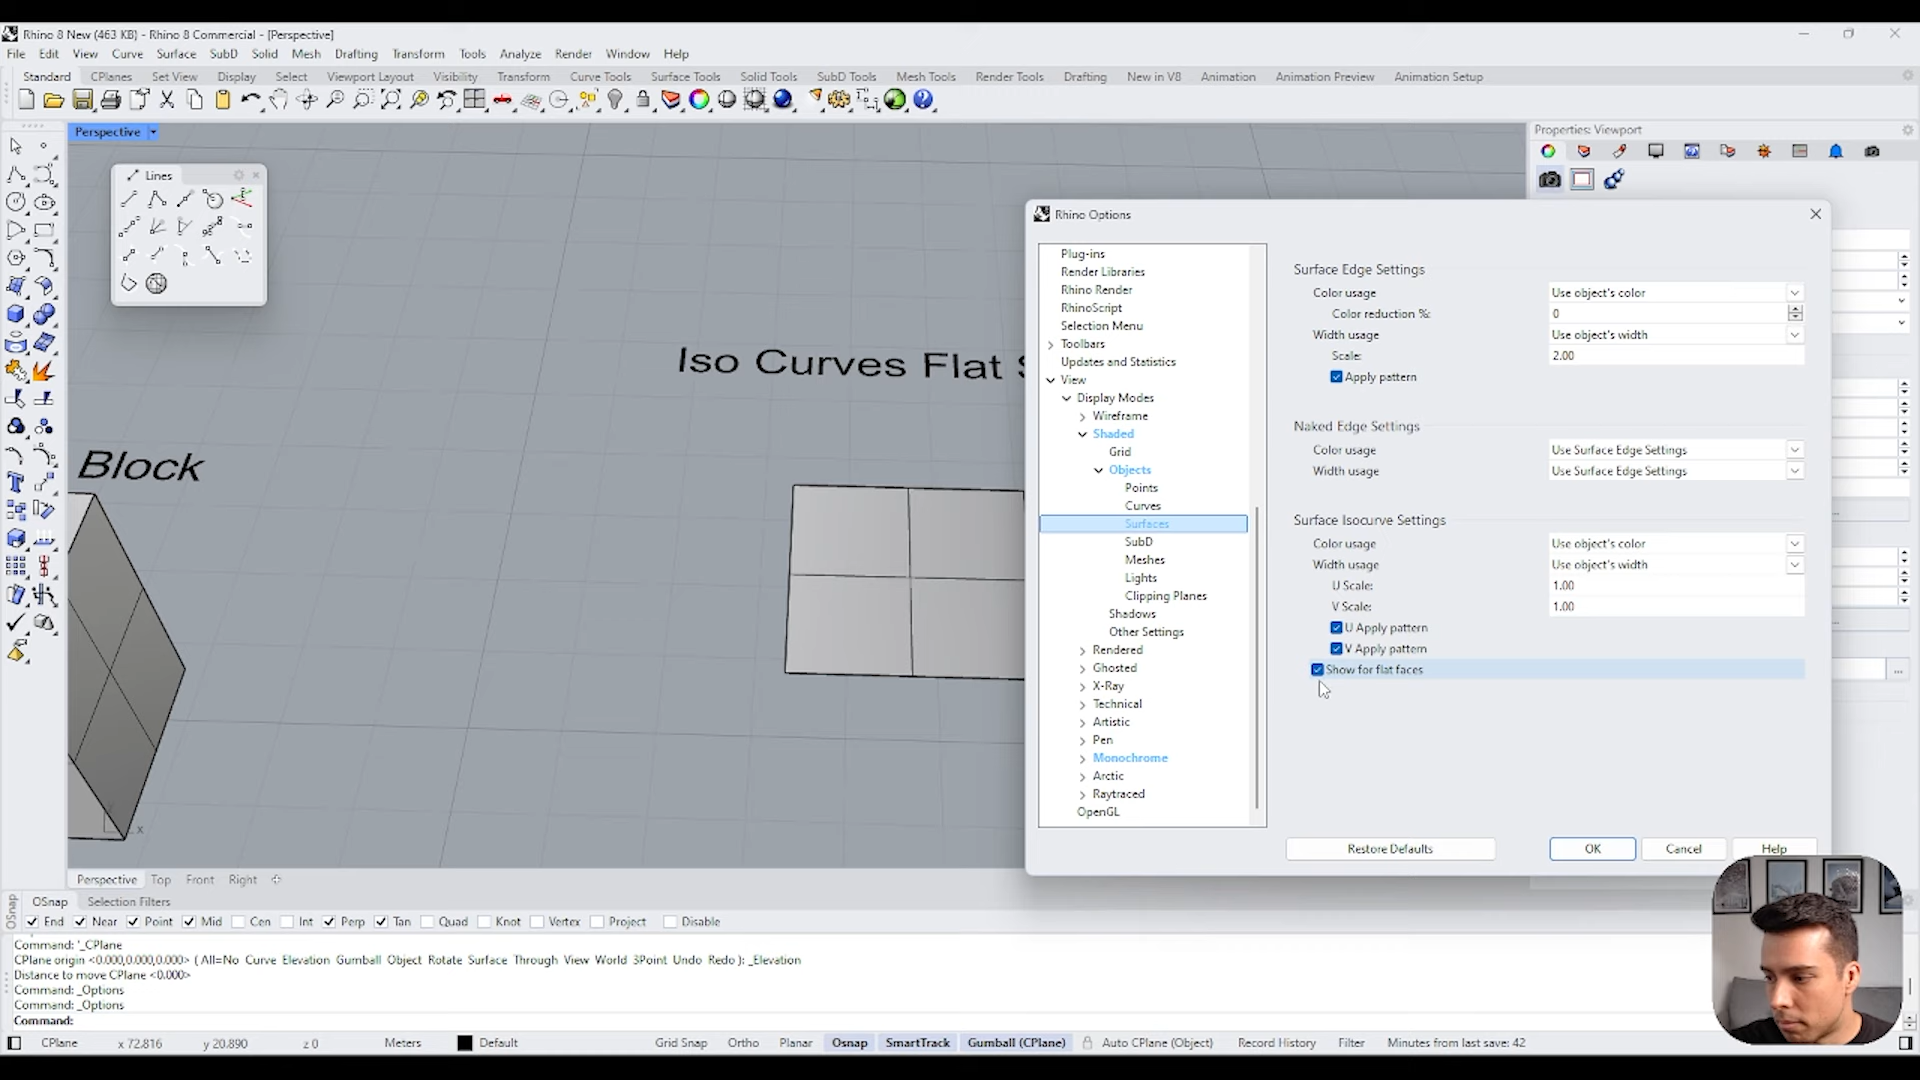 Rhino 8 New (463 KB) - Rhino 8 Commercial - [Perspective]
File Edit View Curve Surface SubD Solid Mesh Drafting Transform Tools Analyze Render Window Help
Standard CPlanes Set View Display Select Viewport Layout Visibility Transform Curve Tools Surface Tools Solid Tools SubD Tools Mesh Tools Render Tools Drafting New in V8 Animation Animation Preview Animation Setup
Perspective
Properties: Viewport
Lines
Iso Curves Flat
Block
x
Rhino Options
Plug-ins
Render Libraries
Rhino Render
RhinoScript
Selection Menu
Toolbars
Updates and Statistics
View
Display Modes
Wireframe
Shaded
Grid
Objects
Points
Curves
Surfaces
SubD
Meshes
Lights
Clipping Planes
Shadows
Other Settings
Rendered
Ghosted
X-Ray
Technical
Artistic
Pen
Monochrome
Arctic
Raytraced
OpenGL
Surface Edge Settings
Color usage Use object's color
Color reduction %: 0
Width usage Use object's width
Scale: 2.00
Apply pattern
Naked Edge Settings
Color usage Use Surface Edge Settings
Width usage Use Surface Edge Settings
Surface Isocurve Settings
Color usage Use object's color
Width usage Use object's width
U Scale: 1.00
V Scale: 1.00
U Apply pattern
V Apply pattern
Show for flat faces
...
Restore Defaults OK Cancel Help
Perspective Top Front Right
OSnap OSnap Selection Filters
End Near Point Mid Cen Int Perp Tan Quad Knot Vertex Project Disable
Command: '_CPlane
CPlane origin <0.000,0.000,0.000> ( All=No Curve Elevation Gumball Object Rotate Surface Through View World 3Point Undo Redo ): _Elevation
Distance to move CPlane <0.000>
Command: _Options
Command: _Options
Command:
CPlane x 72.816 y 20.890 z 0 Meters Default Grid Snap Ortho Planar Osnap SmartTrack Gumball (CPlane) Auto CPlane (Object) Record History Filter Minutes from last save: 42